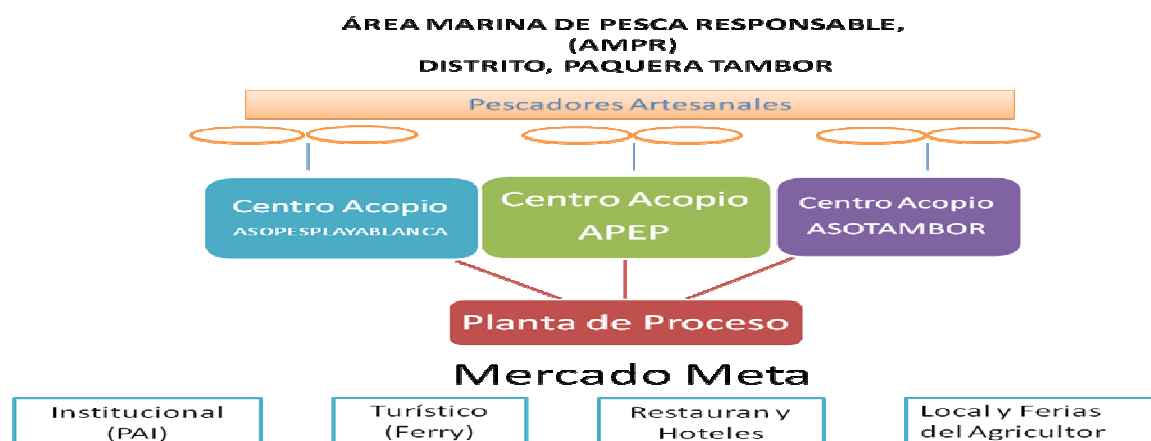 ÁREA MARINA DE PESCA RESPONSABLE,
(AMPR)
DISTRITO, PAQUERA TAMBOR
Pescadores Artesanales
Centro Acopio
ASOPESPLAYABLANCA
Centro Acopio
APEP
Centro Acopio
ASOTAMBOR
Planta de Proceso
Mercado Meta
Institucional
(PAI)
Turístico
(Ferry)
Restauran y
Hoteles
Local y Ferias
del Agricultor